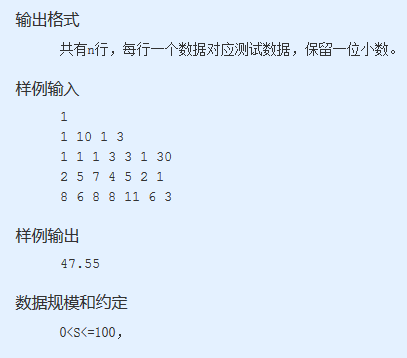 输出格式
共有n行，每行一个数据对应测试数据，保留一位小数。
样例输入
1
1 10 1 3
1 1 1 3 3 1 30
2 5 7 4 5 2 1
8 6 8 8 11 6 3
样例输出
47.55
数据规模和约定
0<S<=100，